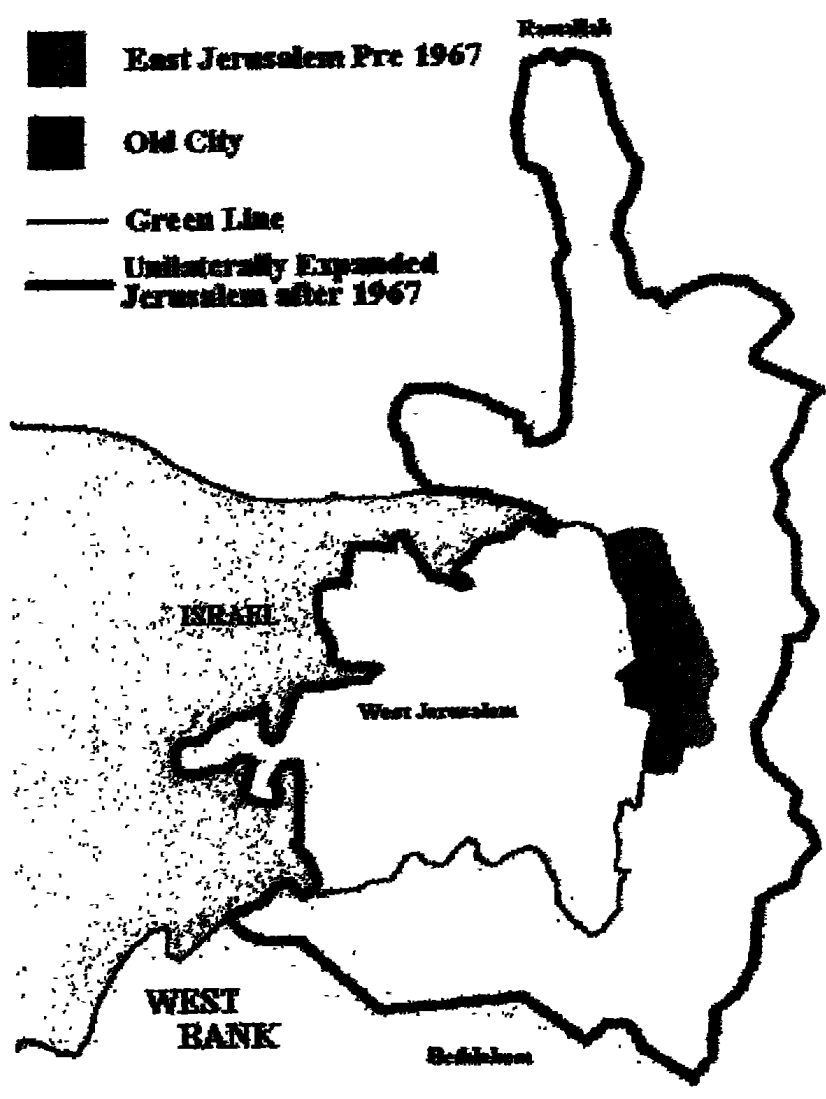 Ramallah
East Jerusalem Pre 1967
Old City
Green Line
Unilaterally Expanded
Jerusalem after 1967
ISRAEL
West Jerusalem
WEST
BANK
Bethlehem